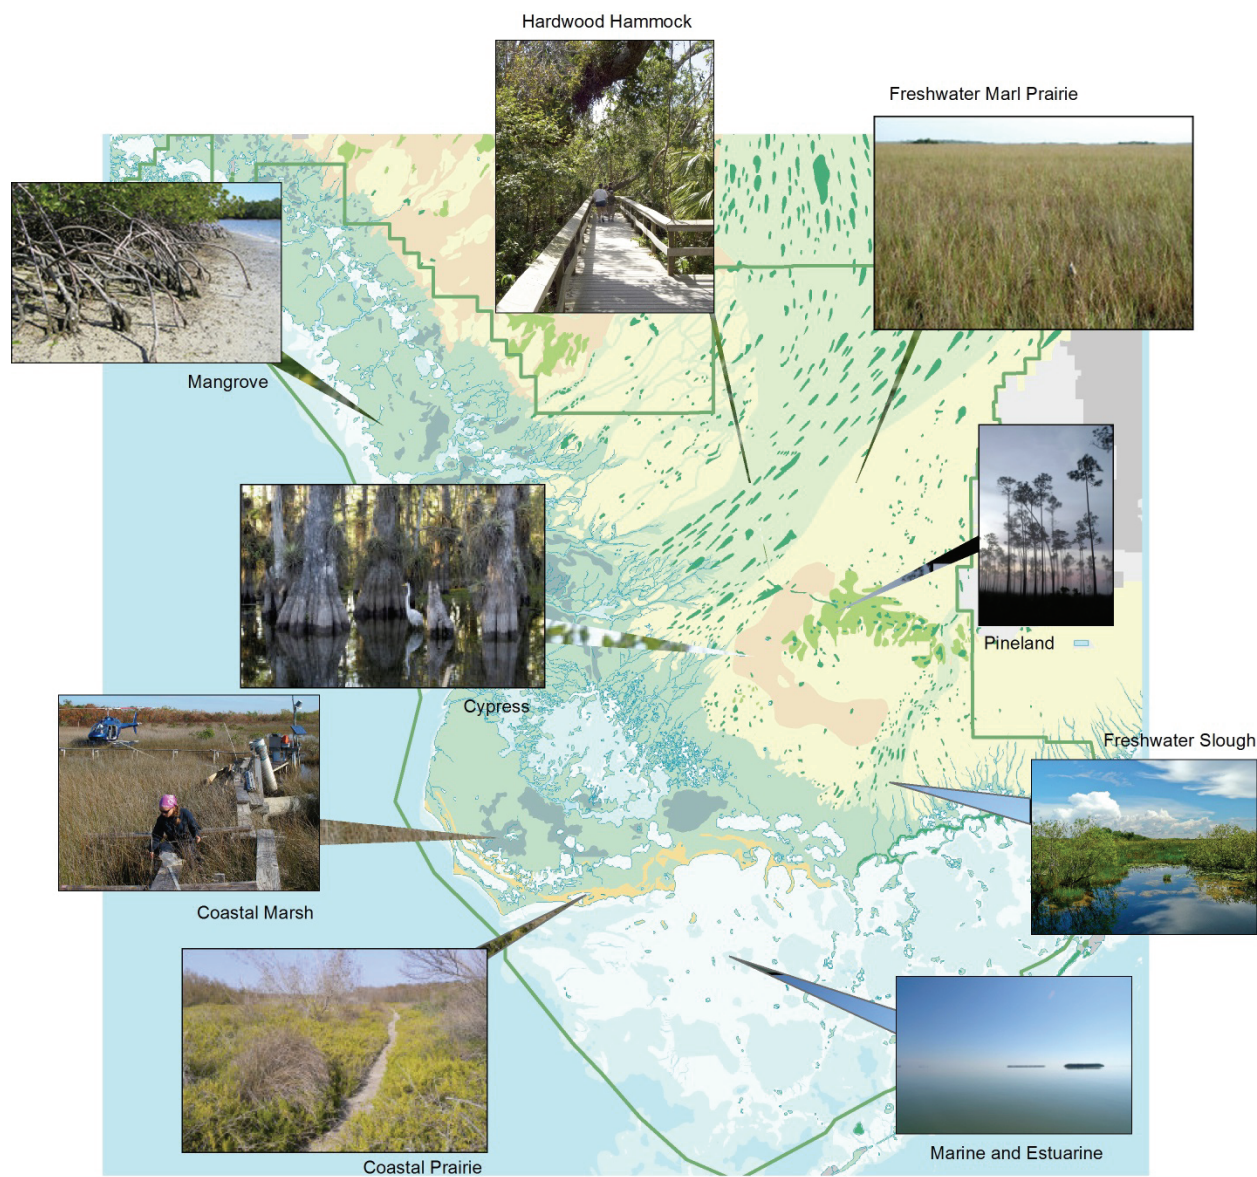 Hardwood Hammock
Freshwater Marl Prairie
Mangrove
Pineland
Cypress
Freshwater Slough
Coastal Marsh
Marine and Estuarine
Coastal Prairie